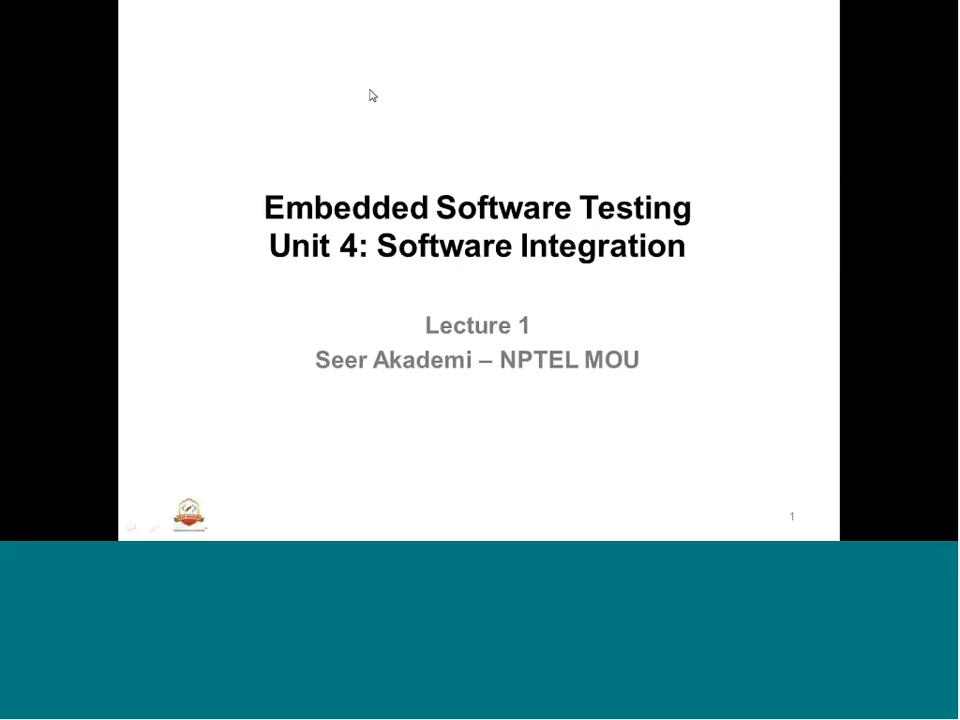 Embedded Software Testing
Unit 4: Software Integration
Lecture 1
Seer Akademi – NPTEL MOU
1